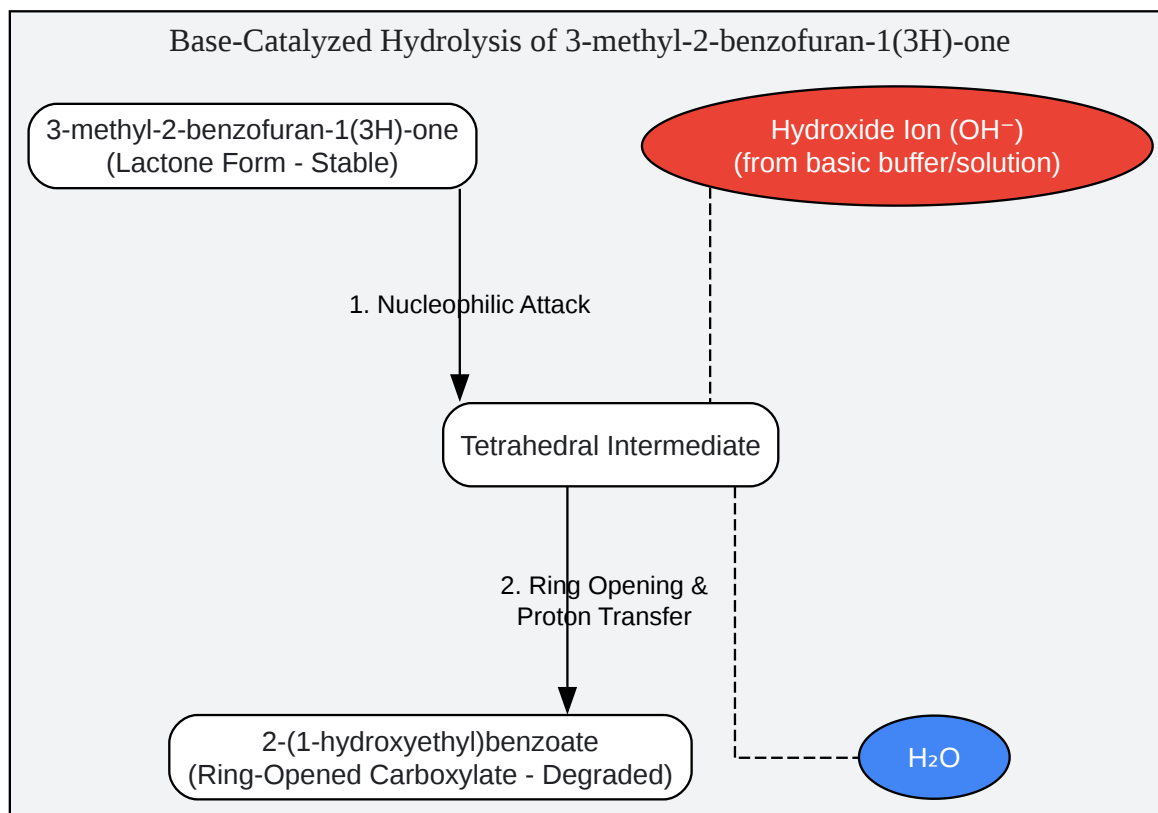 Base-Catalyzed Hydrolysis of 3-methyl-2-benzofuran-1(3H)-one
3-methyl-2-benzofuran-1(3H)-one
(Lactone Form - Stable)
Hydroxide Ion (OH⁻)
(from basic buffer/solution)
1. Nucleophilic Attack
Tetrahedral Intermediate
2. Ring Opening &
Proton Transfer
2-(1-hydroxyethyl)benzoate
(Ring-Opened Carboxylate - Degraded)
H₂O